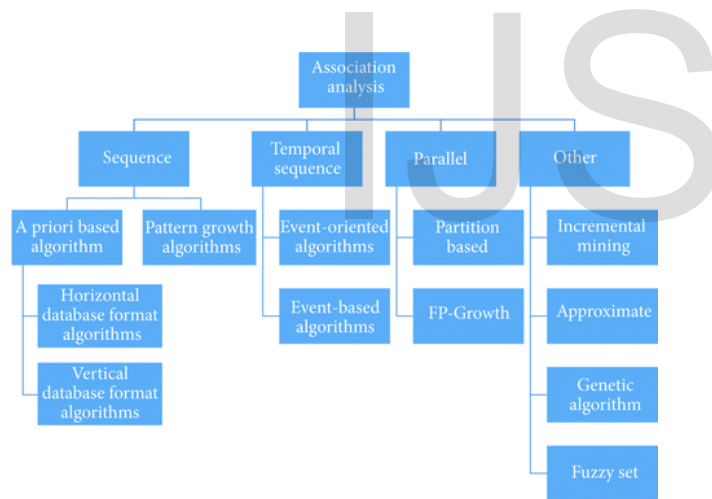 IJS
Association
analysis
Sequence
Temporal
sequence
Parallel
Other
A priori based
algorithm
Pattern growth
algorithms
Event-oriented
algorithms
Partition
based
Incremental
mining
Horizontal
database format
algorithms
Event-based
algorithms
FP-Growth
Approximate
Vertical
database format
algorithms
Genetic
algorithm
Fuzzy set